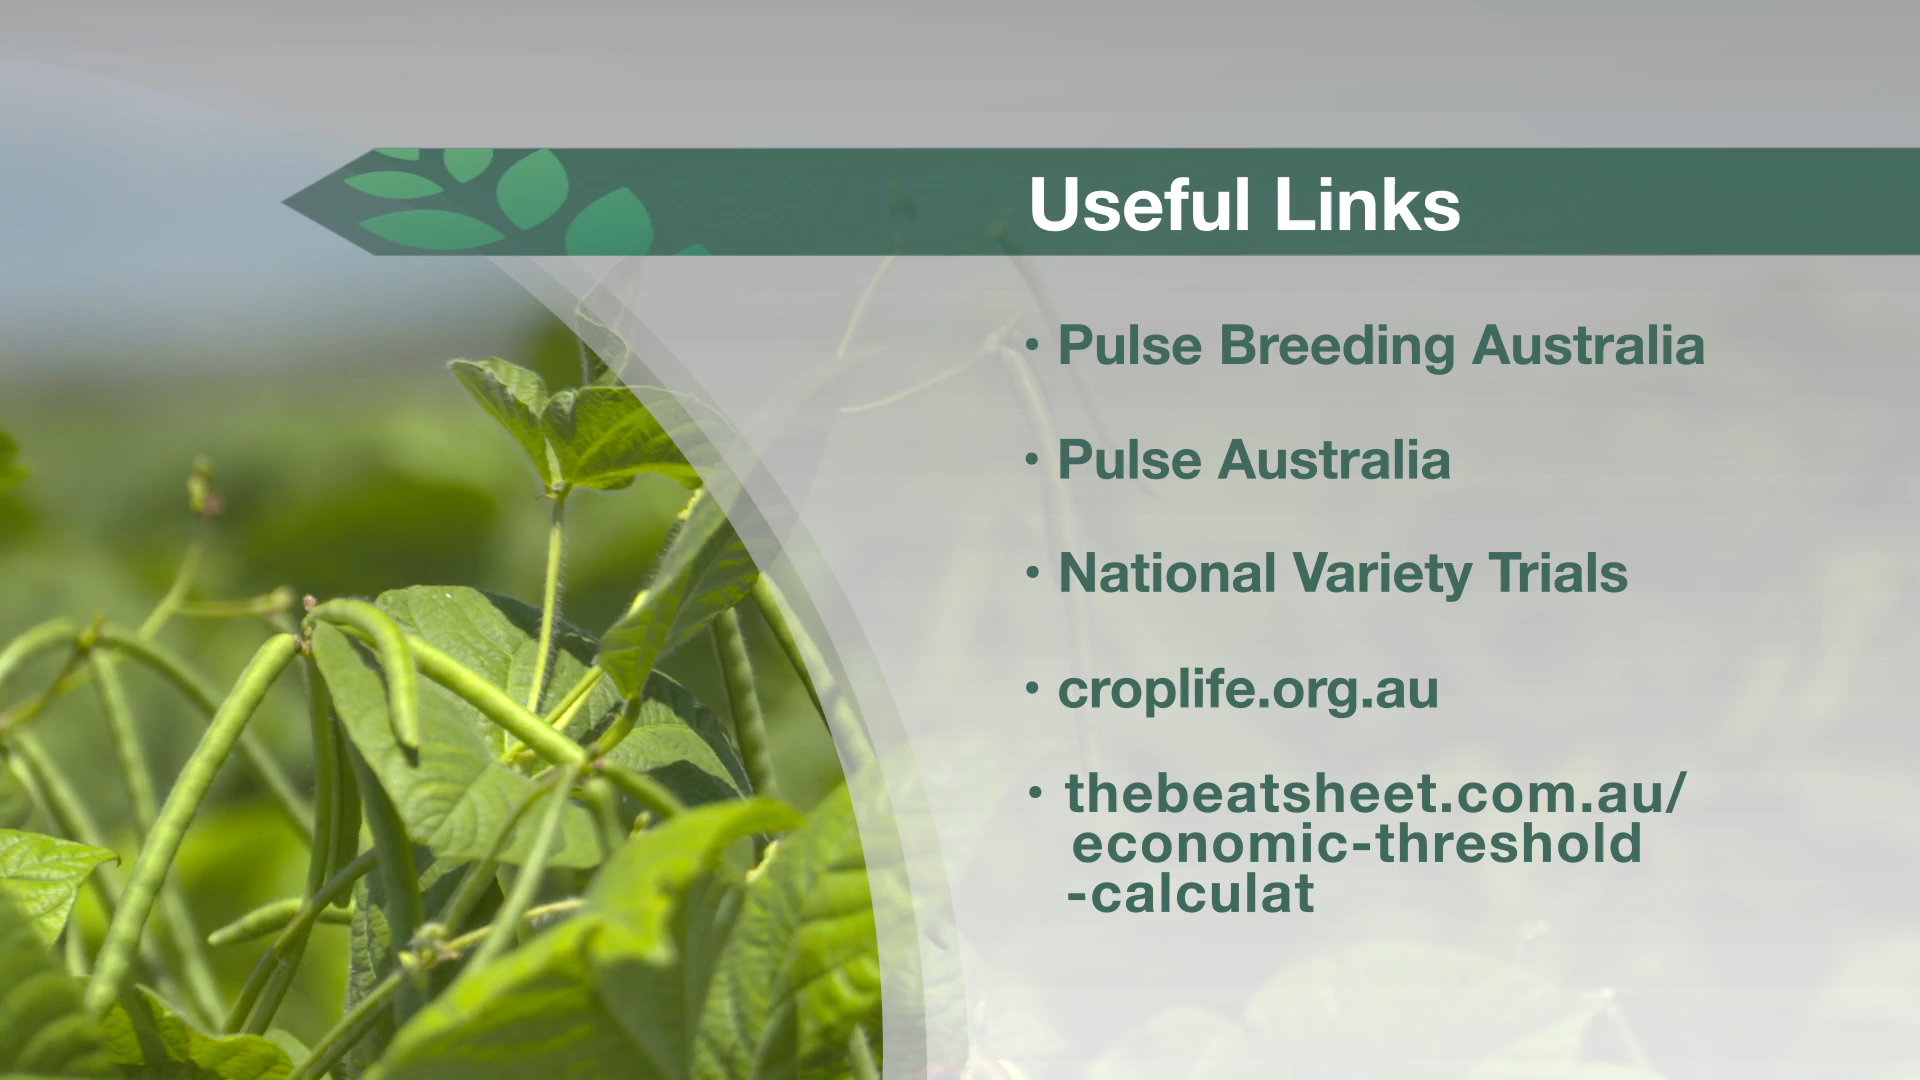 Useful Links
• Pulse Breeding Australia
• Pulse Australia
• National Variety Trials
• croplife.org.au
• thebeatsheet.com.au/
economic-threshold
-calculat